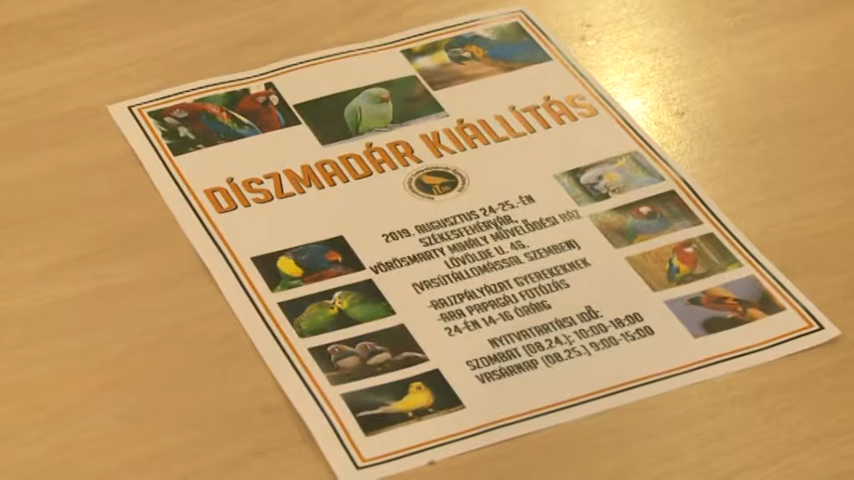 DÍSZMADÁR KIÁLLÍTÁS
2019. AUGUSZTUS 24-25.-ÉN
SZÉKESFEHÉRVÁR,
VÖRÖSMARTY MIHÁLY MŰVELŐDÉSI HÁZ
LÖVÖLDE U. 46.
(VASÚTÁLLOMÁSSAL SZEMBEN)
-RAJZPÁLYÁZAT GYEREKEKNEK
-ARA PAPAGÁJ FOTÓZÁS
24-ÉN 14-16 ÓRÁIG
NYITVATARTÁSI IDŐ:
SZOMBAT (08.24.): 10:00-18:00
VASÁRNAP (08.25.) 9:00-15:00